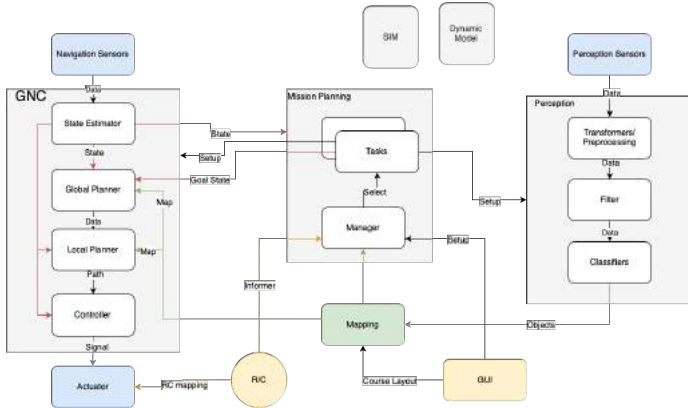 SIM
Dynamic
Model
Navigation Sensors
Perception Sensors
Data
Data
GNC
Mission Planning
Perception
State Estimator
State
Transformers/
Preprocessing
Setup
Tasks
State
Data
Goal State
Global Planner
Select
Map
Setup
Filter
Data
Manager
Data
Local Planner
Map
Setup
Classifiers
Path
Informer
Controller
Mapping
Objects
Signal
Actuator
RC mapping
R/C
Course Layout
GUI